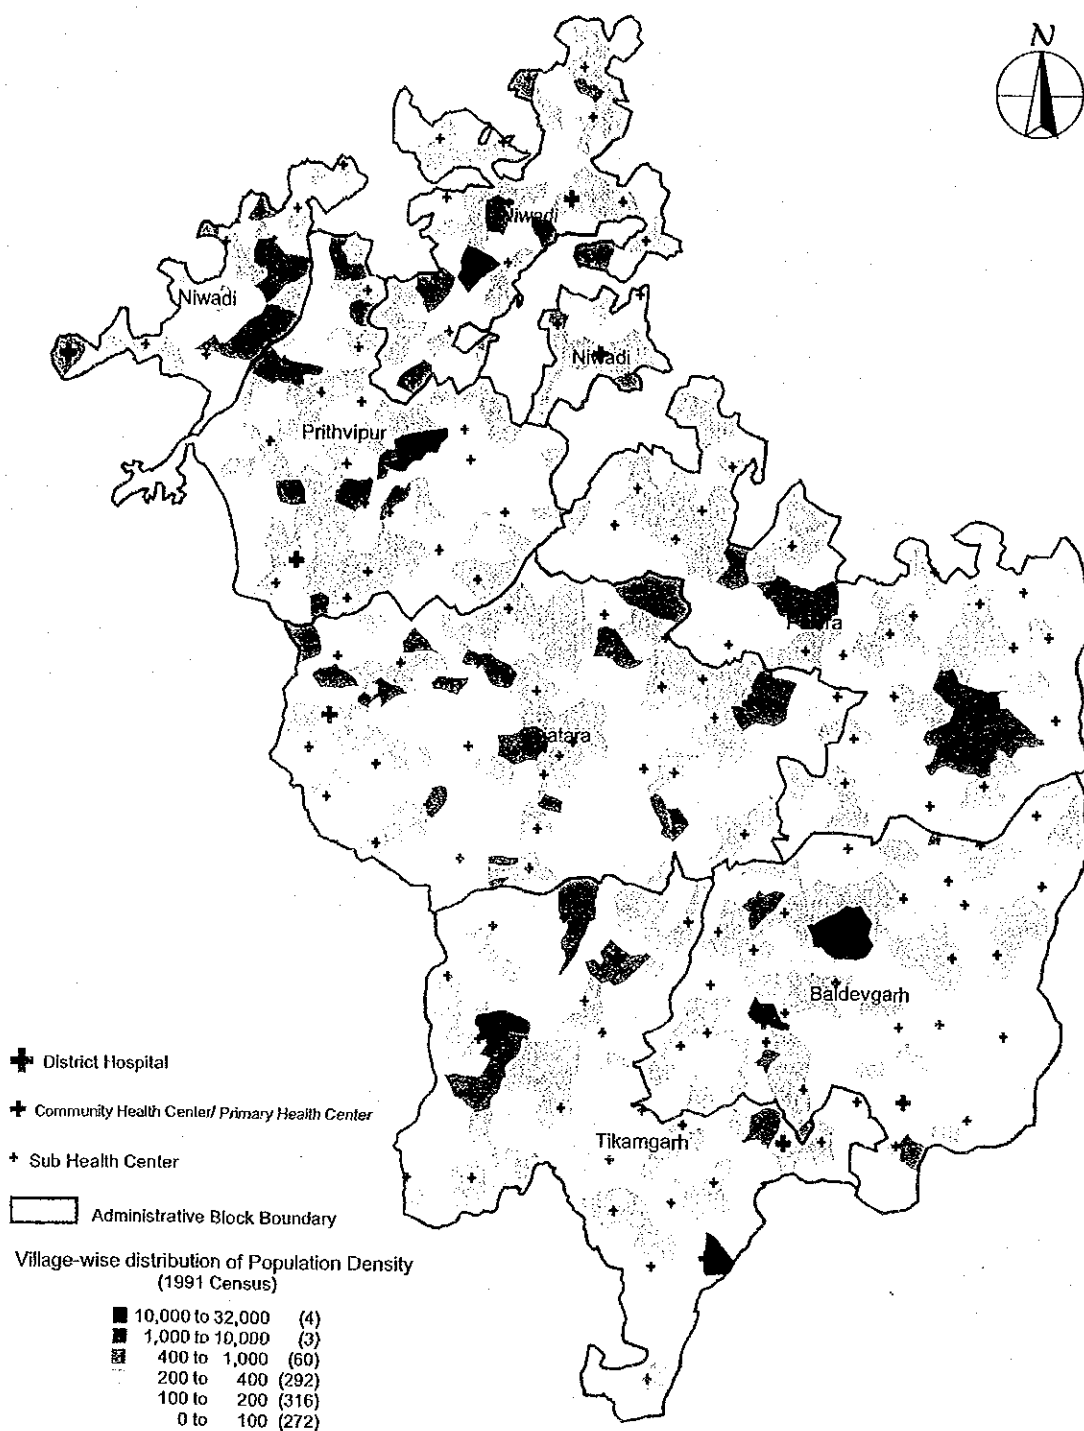 N
Niwadi
Niwadi
Niwadi
Prithvipur
atara
Baldevgarh
Tikamgarh
District Hospital
Community Health Center/ Primary Health Center
Sub Health Center
Administrative Block Boundary
Village-wise distribution of Population Density
(1991 Census)
10,000 to 32,000 (4)
1,000 to 10,000 (3)
400 to 1,000 (60)
200 to 400 (292)
100 to 200 (316)
0 to 100 (272)